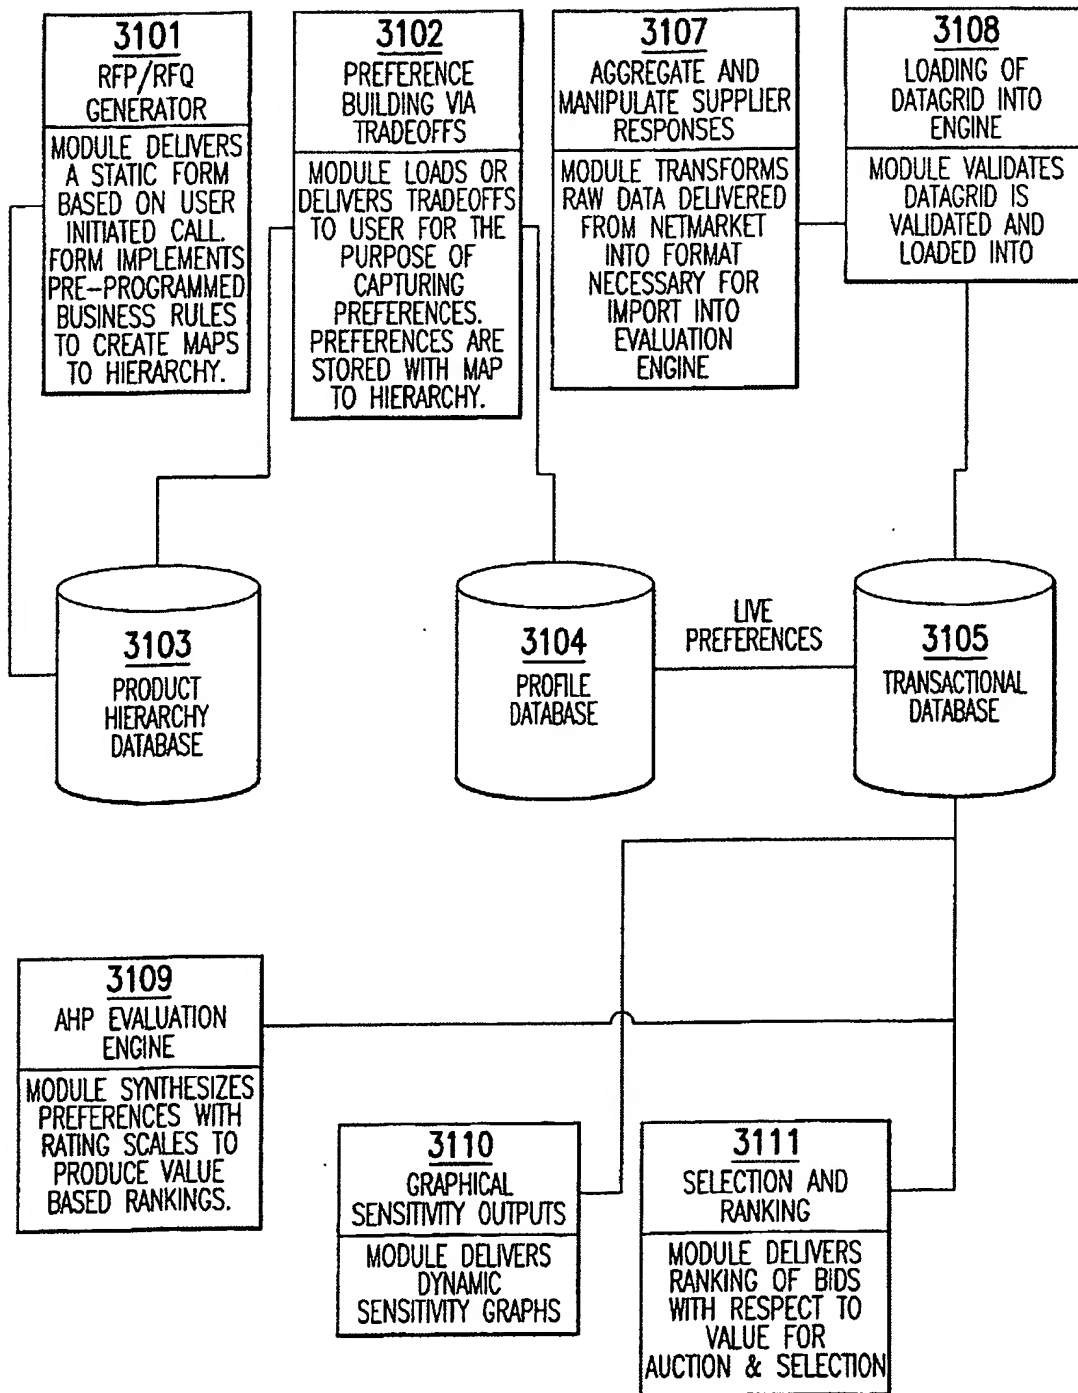 3101
RFP/RFQ
GENERATOR
MODULE DELIVERS
A STATIC FORM
BASED ON USER
INITIATED CALL.
FORM IMPLEMENTS
PRE-PROGRAMMED
BUSINESS RULES
TO CREATE MAPS
TO HIERARCHY.
3102
PREFERENCE
BUILDING VIA
TRADEOFFS
MODULE LOADS OR
DELIVERS TRADEOFFS
TO USER FOR THE
PURPOSE OF
CAPTURING
PREFERENCES.
PREFERENCES ARE
STORED WITH MAP
TO HIERARCHY.
3107
AGGREGATE AND
MANIPULATE SUPPLIER
RESPONSES
MODULE TRANSFORMS
RAW DATA DELIVERED
FROM NETMARKET
INTO FORMAT
NECESSARY FOR
IMPORT INTO
EVALUATION
ENGINE
3108
LOADING OF
DATAGRID INTO
ENGINE
MODULE VALIDATES
DATAGRID IS
VALIDATED AND
LOADED INTO
3103
PRODUCT
HIERARCHY
DATABASE
3104
PROFILE
DATABASE
LIVE
PREFERENCES
3105
TRANSACTIONAL
DATABASE
3109
AHP EVALUATION
ENGINE
MODULE SYNTHESIZES
PREFERENCES WITH
RATING SCALES TO
PRODUCE VALUE
BASED RANKINGS.
3110
GRAPHICAL
SENSITIVITY OUTPUTS
MODULE DELIVERS
DYNAMIC
SENSITIVITY GRAPHS
3111
SELECTION AND
RANKING
MODULE DELIVERS
RANKING OF BIDS
WITH RESPECT TO
VALUE FOR
AUCTION & SELECTION